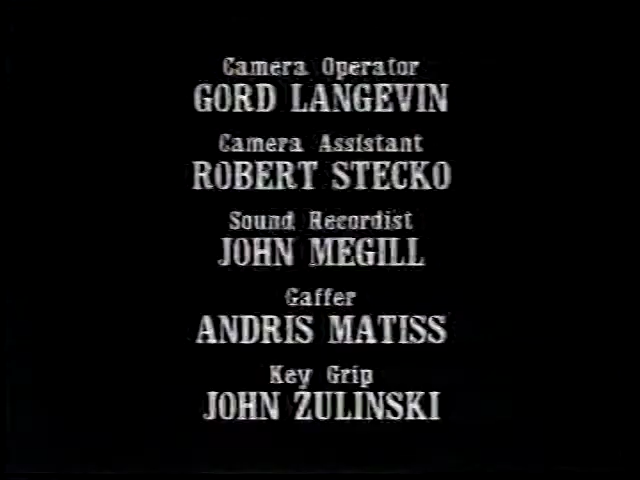 Camera Operator
GORD LANGEVIN
Camera Assistant
ROBERT STECKO
Sound Recordist
JOHN MEGILL
Gaffer
ANDRIS MATISS
Key Grip
JOHN ZULINSKI